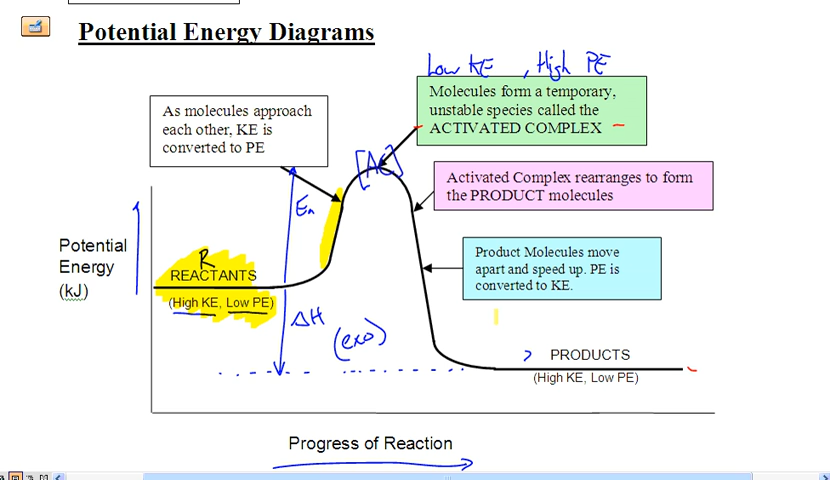 Potential Energy Diagrams
Low KE , High PE
Molecules form a temporary,
unstable species called the
ACTIVATED COMPLEX
As molecules approach
each other, KE is
converted to PE
[AC]
Activated Complex rearranges to form
the PRODUCT molecules
Ea
Potential
Energy
(kJ)
R
REACTANTS
(High KE, Low PE)
Product Molecules move
apart and speed up. PE is
converted to KE.
ΔH
(exo)
PRODUCTS
(High KE, Low PE)
Progress of Reaction